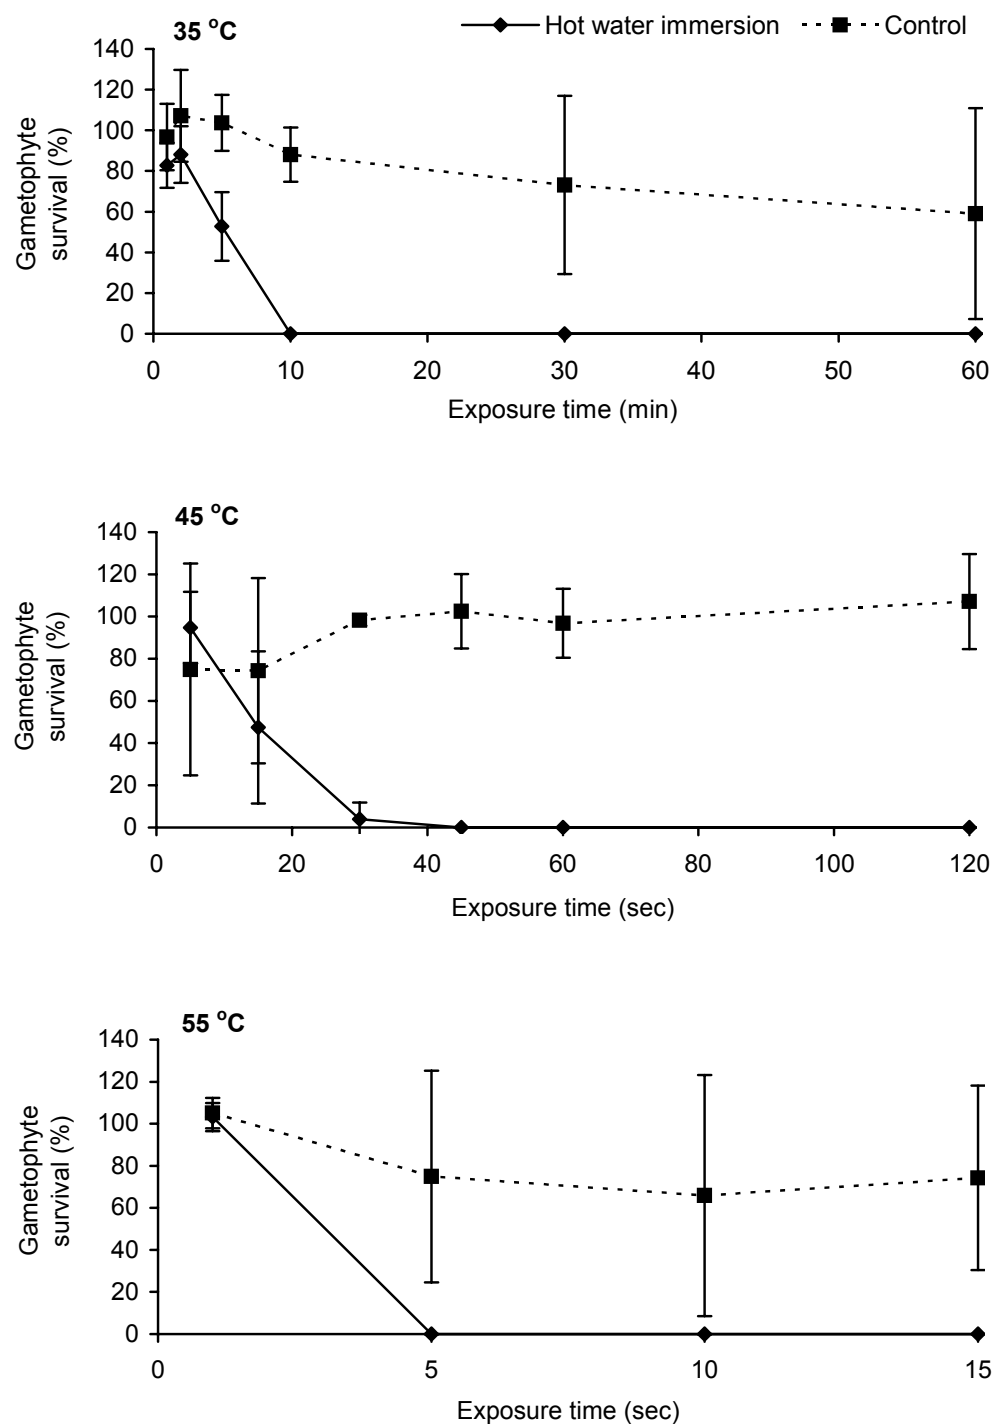 35 °C
Hot water immersion
Control
140
120
100
80
60
40
20
0
Gametophyte
survival (%)
0 10 20 30 40 50 60
Exposure time (min)
45 °C
140
120
100
80
60
40
20
0
Gametophyte
survival (%)
0 20 40 60 80 100 120
Exposure time (sec)
55 °C
140
120
100
80
60
40
20
0
Gametophyte
survival (%)
0 5 10 15
Exposure time (sec)